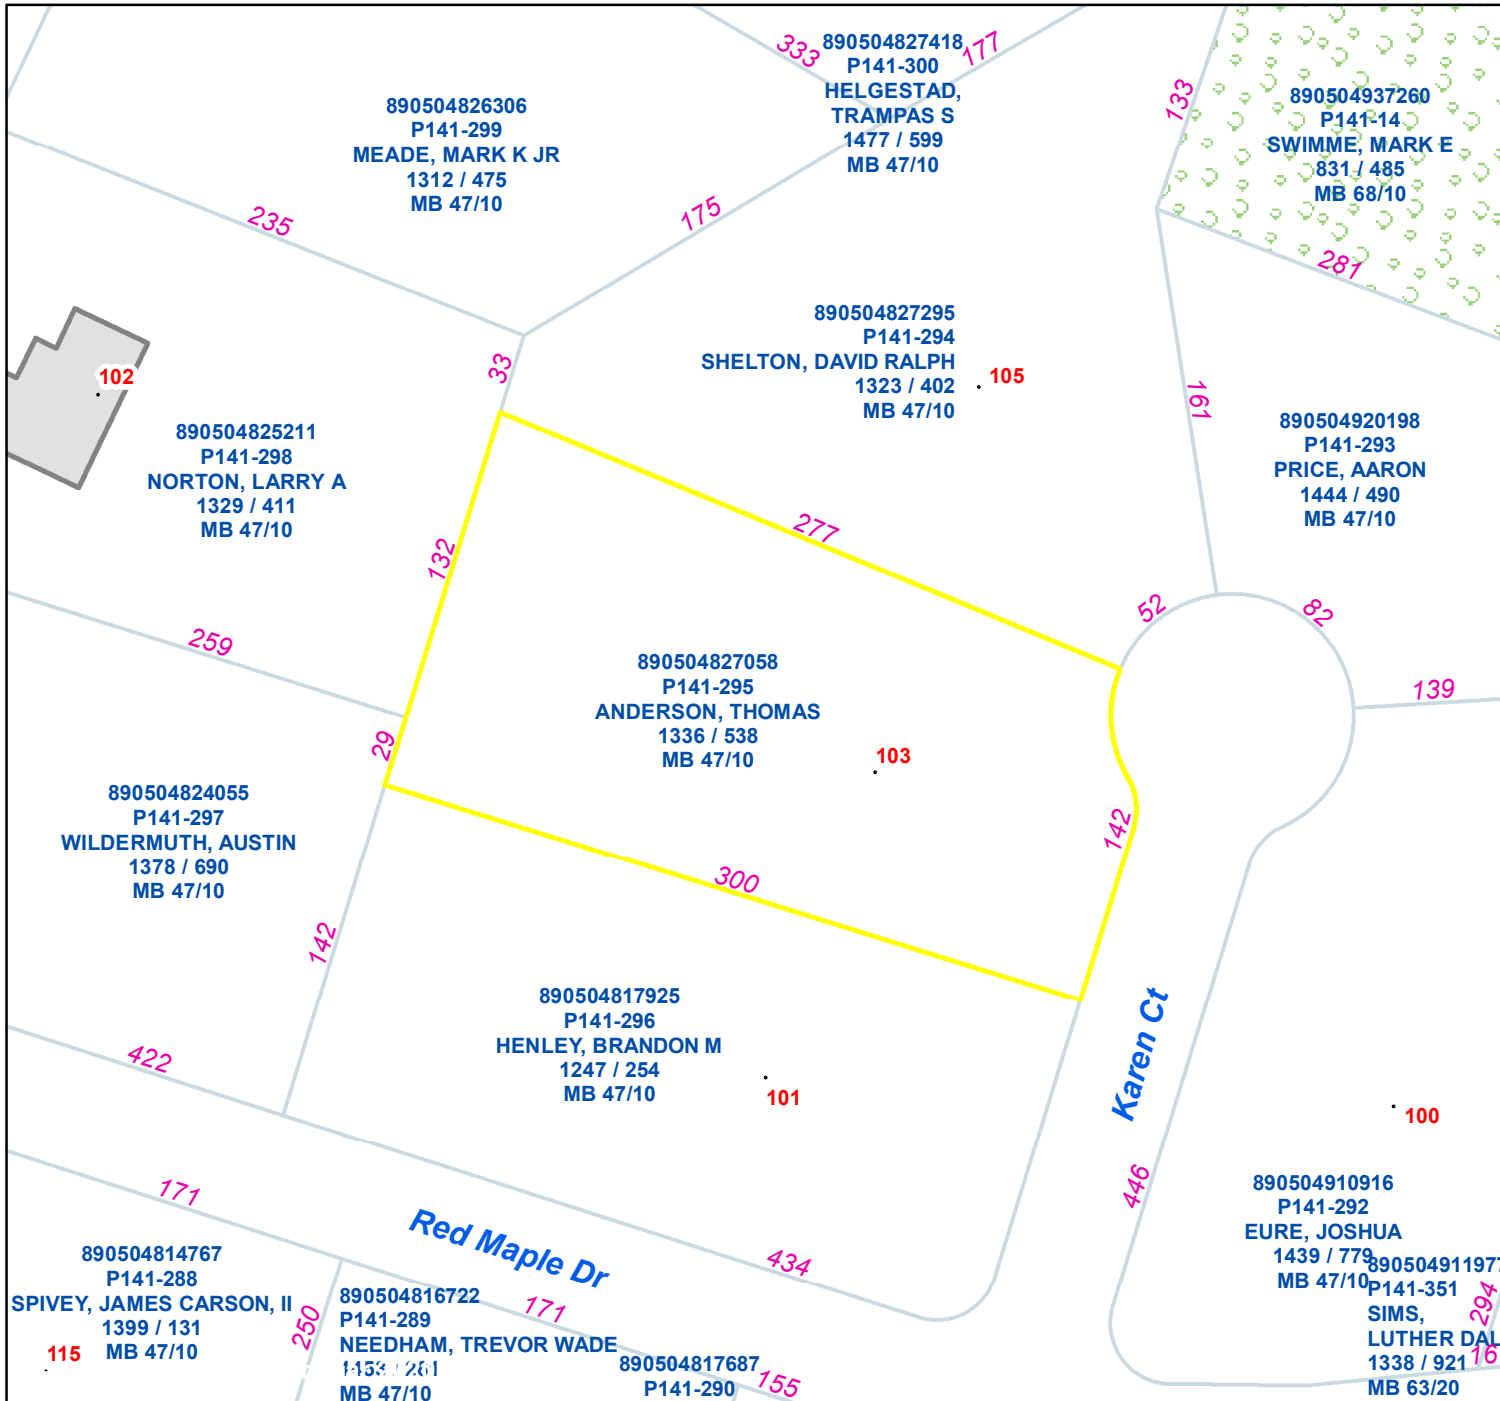 333
890504827418
P141-300
HELGESTAD,
TRAMPAS S
1477 / 599
MB 47/10
177
133
890504937260
P141-14
SWIMME, MARK E
831 / 485
MB 68/10
281
890504826306
P141-299
MEADE, MARK K JR
1312 / 475
MB 47/10
235
175
33
102
890504825211
P141-298
NORTON, LARRY A
1329 / 411
MB 47/10
890504827295
P141-294
SHELTON, DAVID RALPH
1323 / 402
MB 47/10
105
161
890504920198
P141-293
PRICE, AARON
1444 / 490
MB 47/10
132
277
259
52
82
139
890504827058
P141-295
ANDERSON, THOMAS
1336 / 538
MB 47/10
103
29
142
890504824055
P141-297
WILDERMUTH, AUSTIN
1378 / 690
MB 47/10
300
142
890504817925
P141-296
HENLEY, BRANDON M
1247 / 254
MB 47/10
101
Karen Ct
100
422
446
171
Red Maple Dr
434
890504910916
P141-292
EURE, JOSHUA
1439 / 779
MB 47/10
890504814767
P141-288
SPIVEY, JAMES CARSON, II
1399 / 131
MB 47/10
115
250
890504816722
P141-289
NEEDHAM, TREVOR WADE
MB 47/10
171
890504817687
P141-290
155
890504911977
P141-351
SIMS,
LUTHER DAL
1338 / 921
MB 63/20
294
16